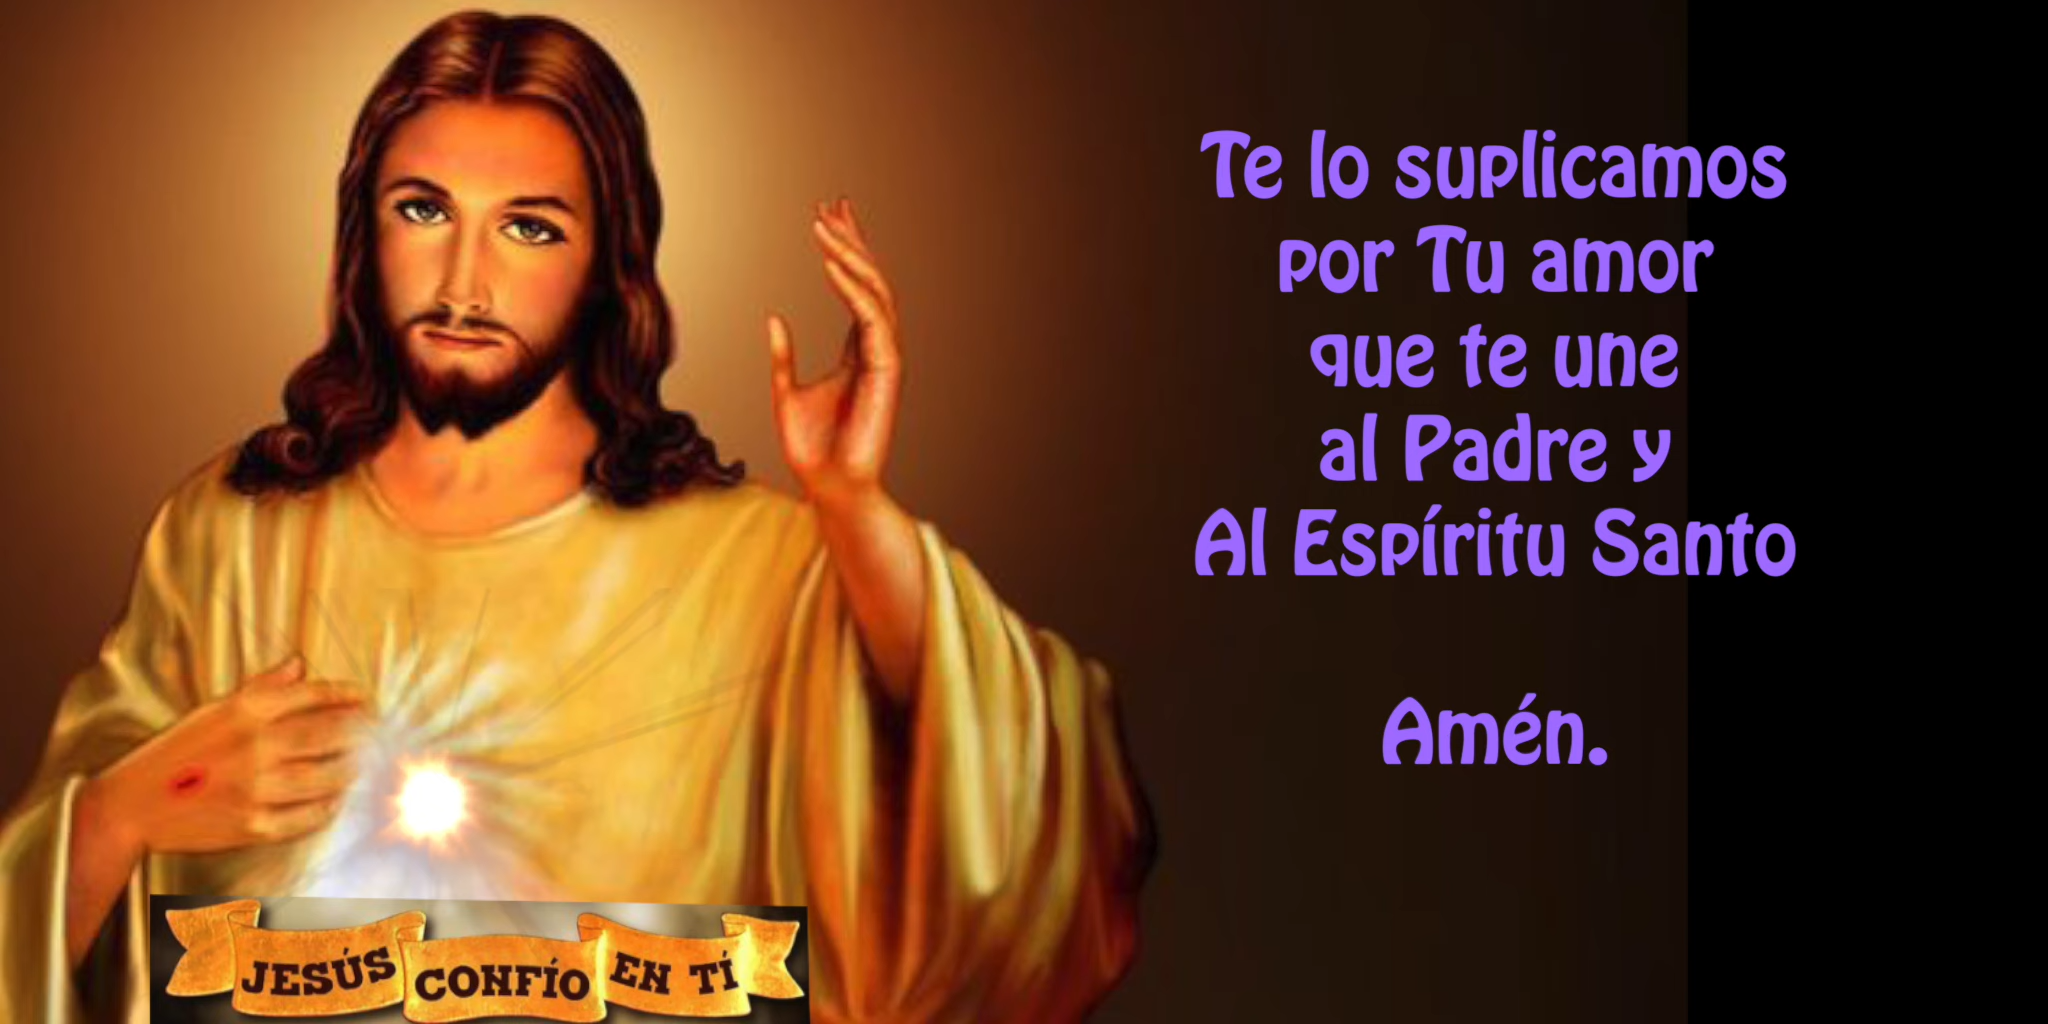 Te lo suplicamos
por Tu amor
que te une
al Padre y
Al Espíritu Santo
Amén.
JESÚS CONFÍO EN TÍ